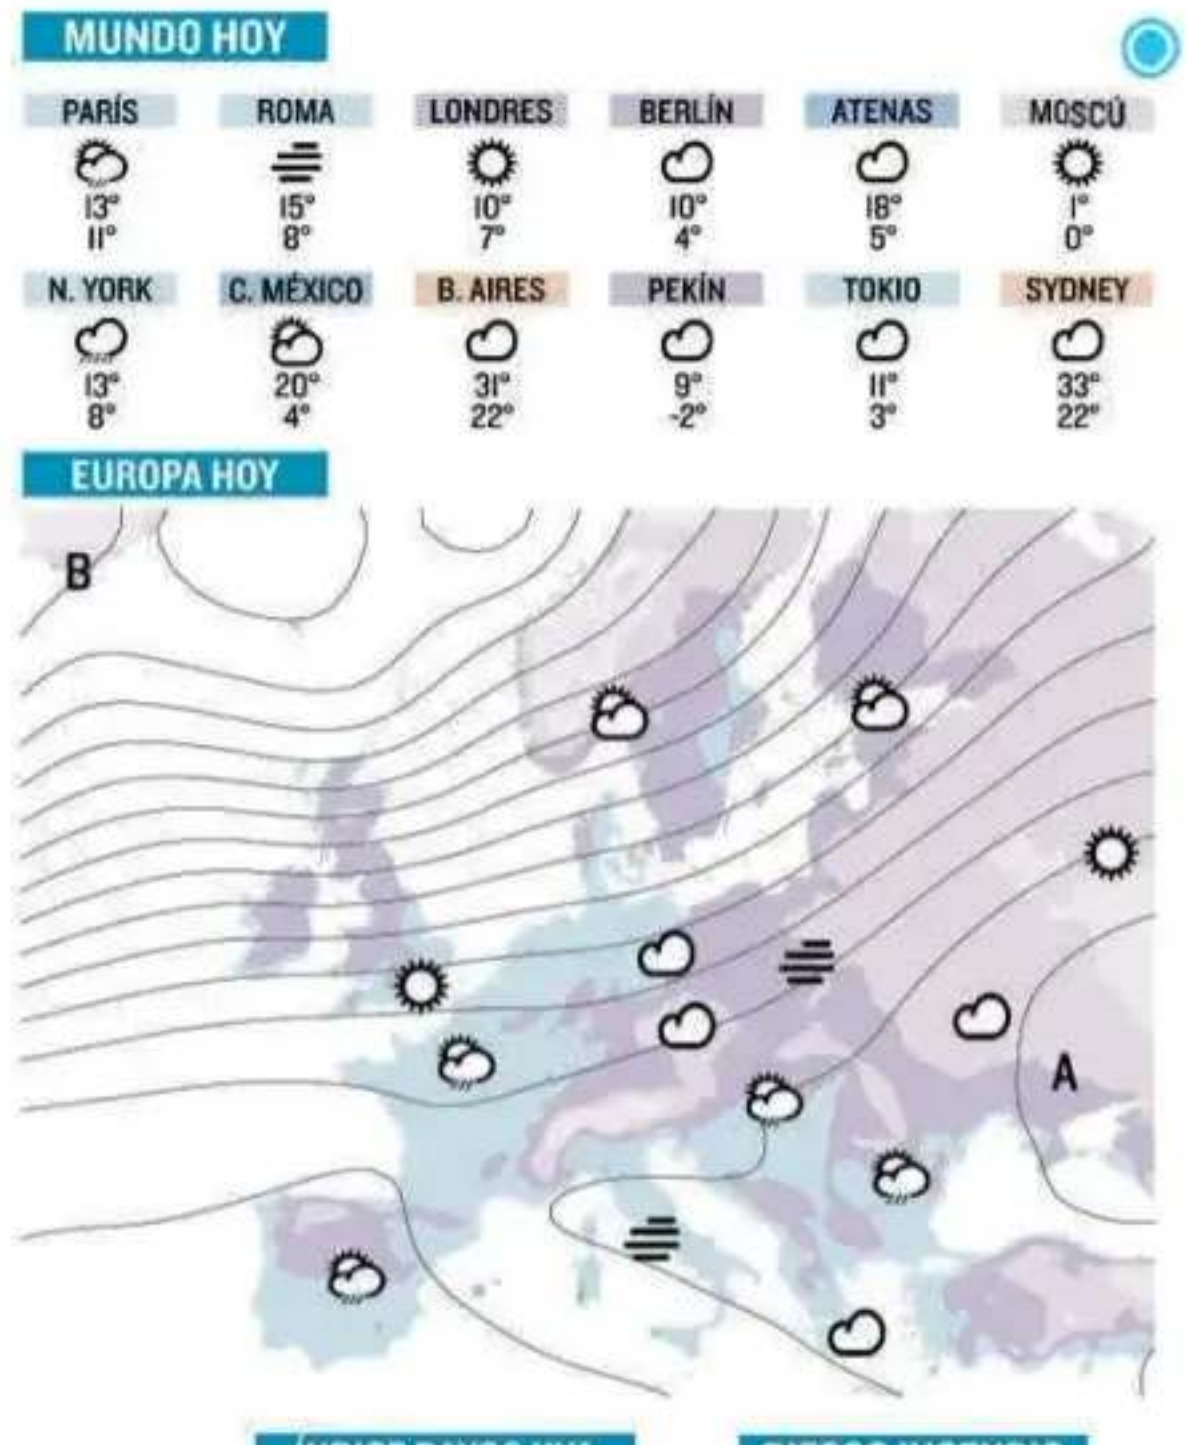 MUNDO HOY
PARÍS ROMA LONDRES BERLÍN ATENAS MOSCÚ
13° 15° 10° 10° 18° 1°
11° 8° 7° 4° 5° 0°
N. YORK C. MÉXICO B. AIRES PEKÍN TOKIO SYDNEY
13° 20° 31° 9° 11° 33°
8° 4° 22° -2° 3° 22°
EUROPA HOY
B
A